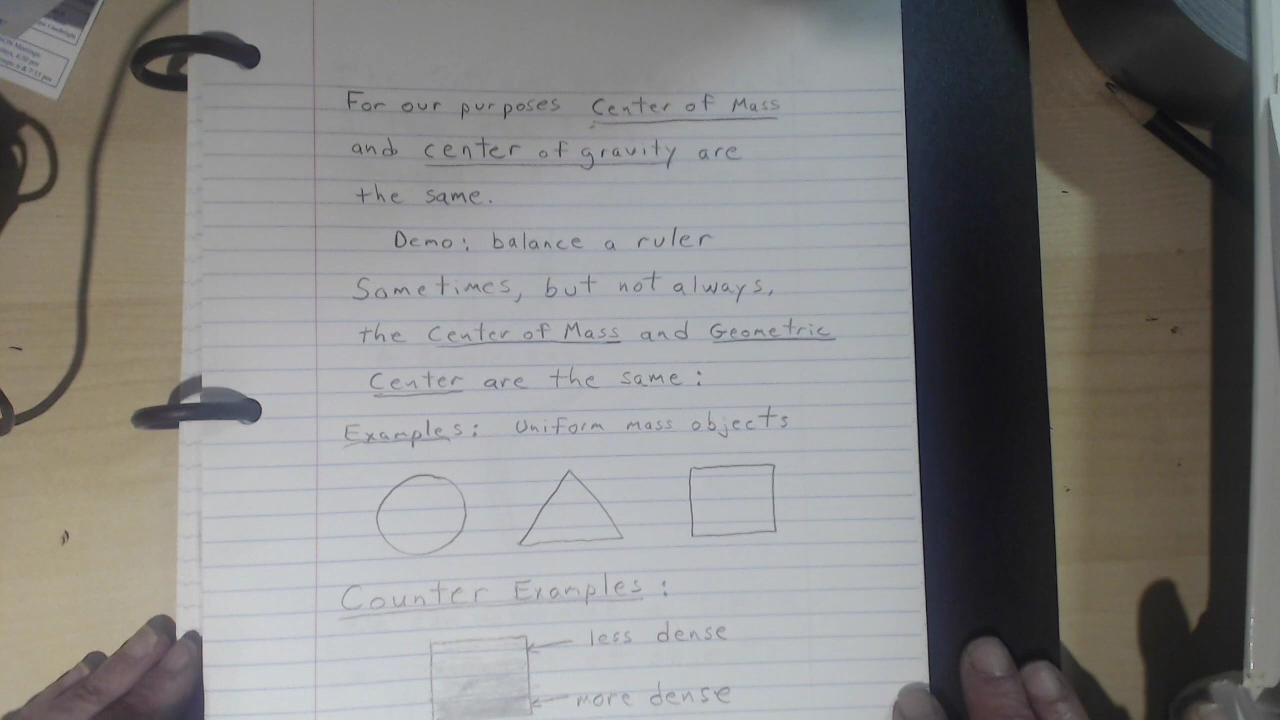 For our purposes Center of Mass
and center of gravity are
the same.
Demo: balance a ruler
Sometimes, but not always,
the Center of Mass and Geometric
Center are the same:
Examples: Uniform mass objects
Counter Examples:
less dense
more dense